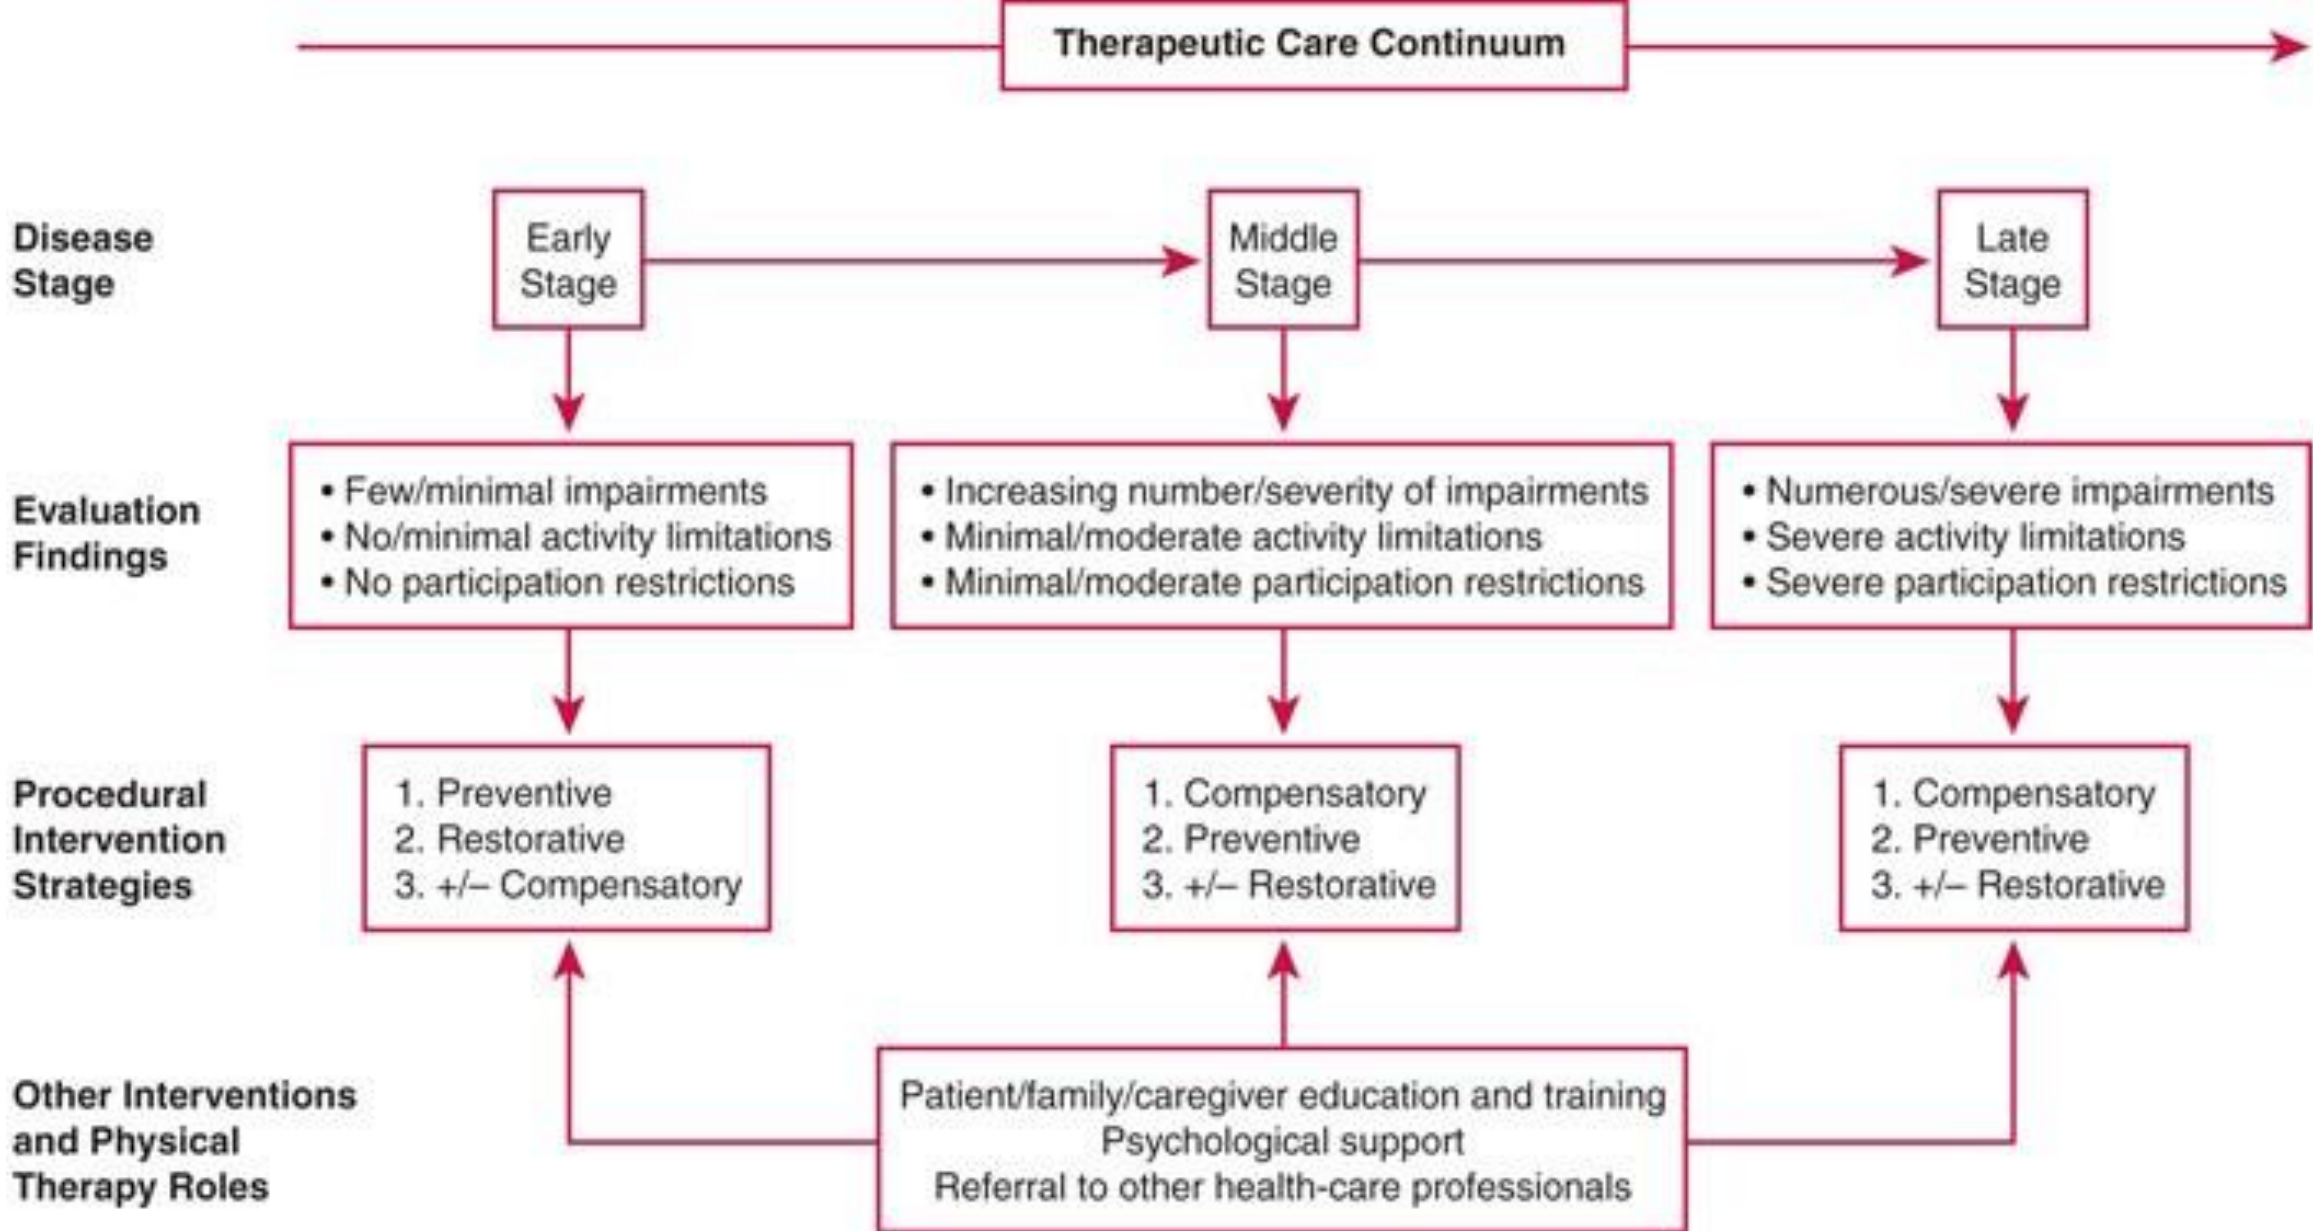 Therapeutic Care Continuum
Disease
Stage
Early
Stage
Middle
Stage
Late
Stage
Evaluation
Findings
• Few/minimal impairments
• No/minimal activity limitations
• No participation restrictions
• Increasing number/severity of impairments
• Minimal/moderate activity limitations
• Minimal/moderate participation restrictions
• Numerous/severe impairments
• Severe activity limitations
• Severe participation restrictions
Procedural
Intervention
Strategies
1. Preventive
2. Restorative
3. +/– Compensatory
1. Compensatory
2. Preventive
3. +/– Restorative
1. Compensatory
2. Preventive
3. +/– Restorative
Other Interventions
and Physical
Therapy Roles
Patient/family/caregiver education and training
Psychological support
Referral to other health-care professionals